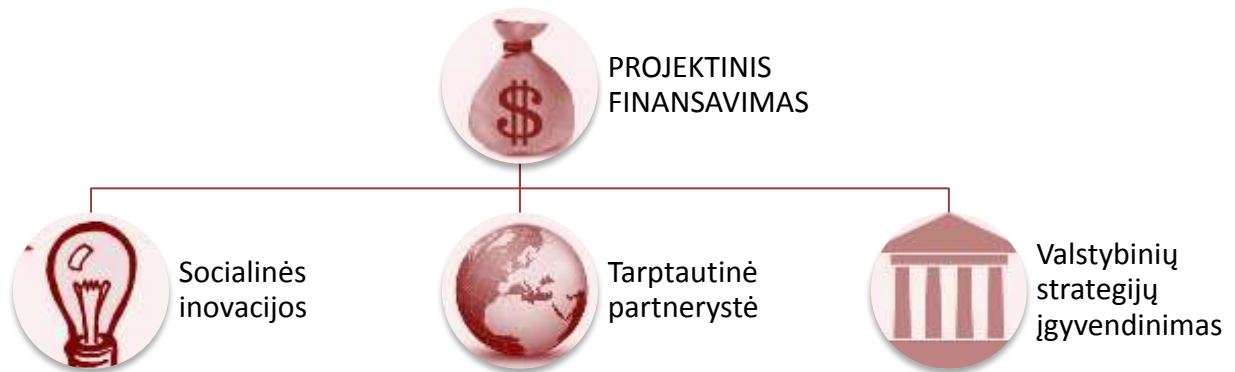 PROJEKTINIS
FINANSAVIMAS
Socialinės
inovacijos
Tarptautinė
partnerystė
Valstybinių
strategijų
įgyvendinimas
$